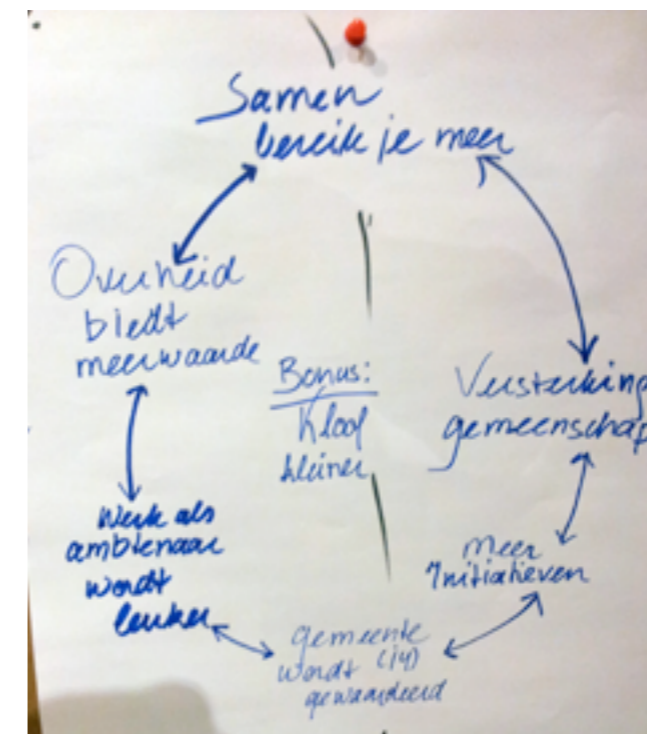 Samen
bereik je meer
Overheid
biedt
meerwaarde
Bonus:
Kloof
kleiner
Versterking
gemeenschap
Werk als
ambtenaar
wordt
leuker
meer
initiatieven
gemeente
wordt (jij)
gewaardeerd